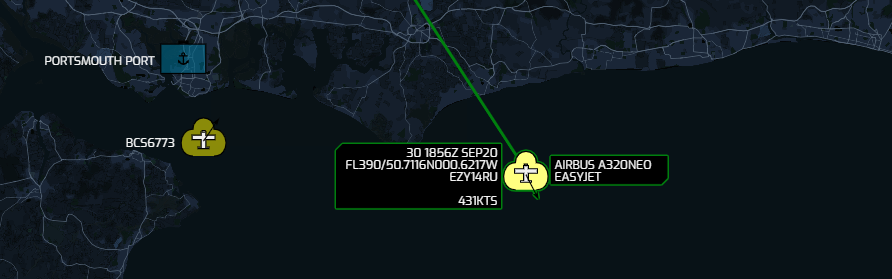 PORTSMOUTH PORT
BCS6773
30 1856Z SEP20
FL390/50.7116N000.6217W
EZY14RU
431KTS
AIRBUS A320NEO
EASYJET